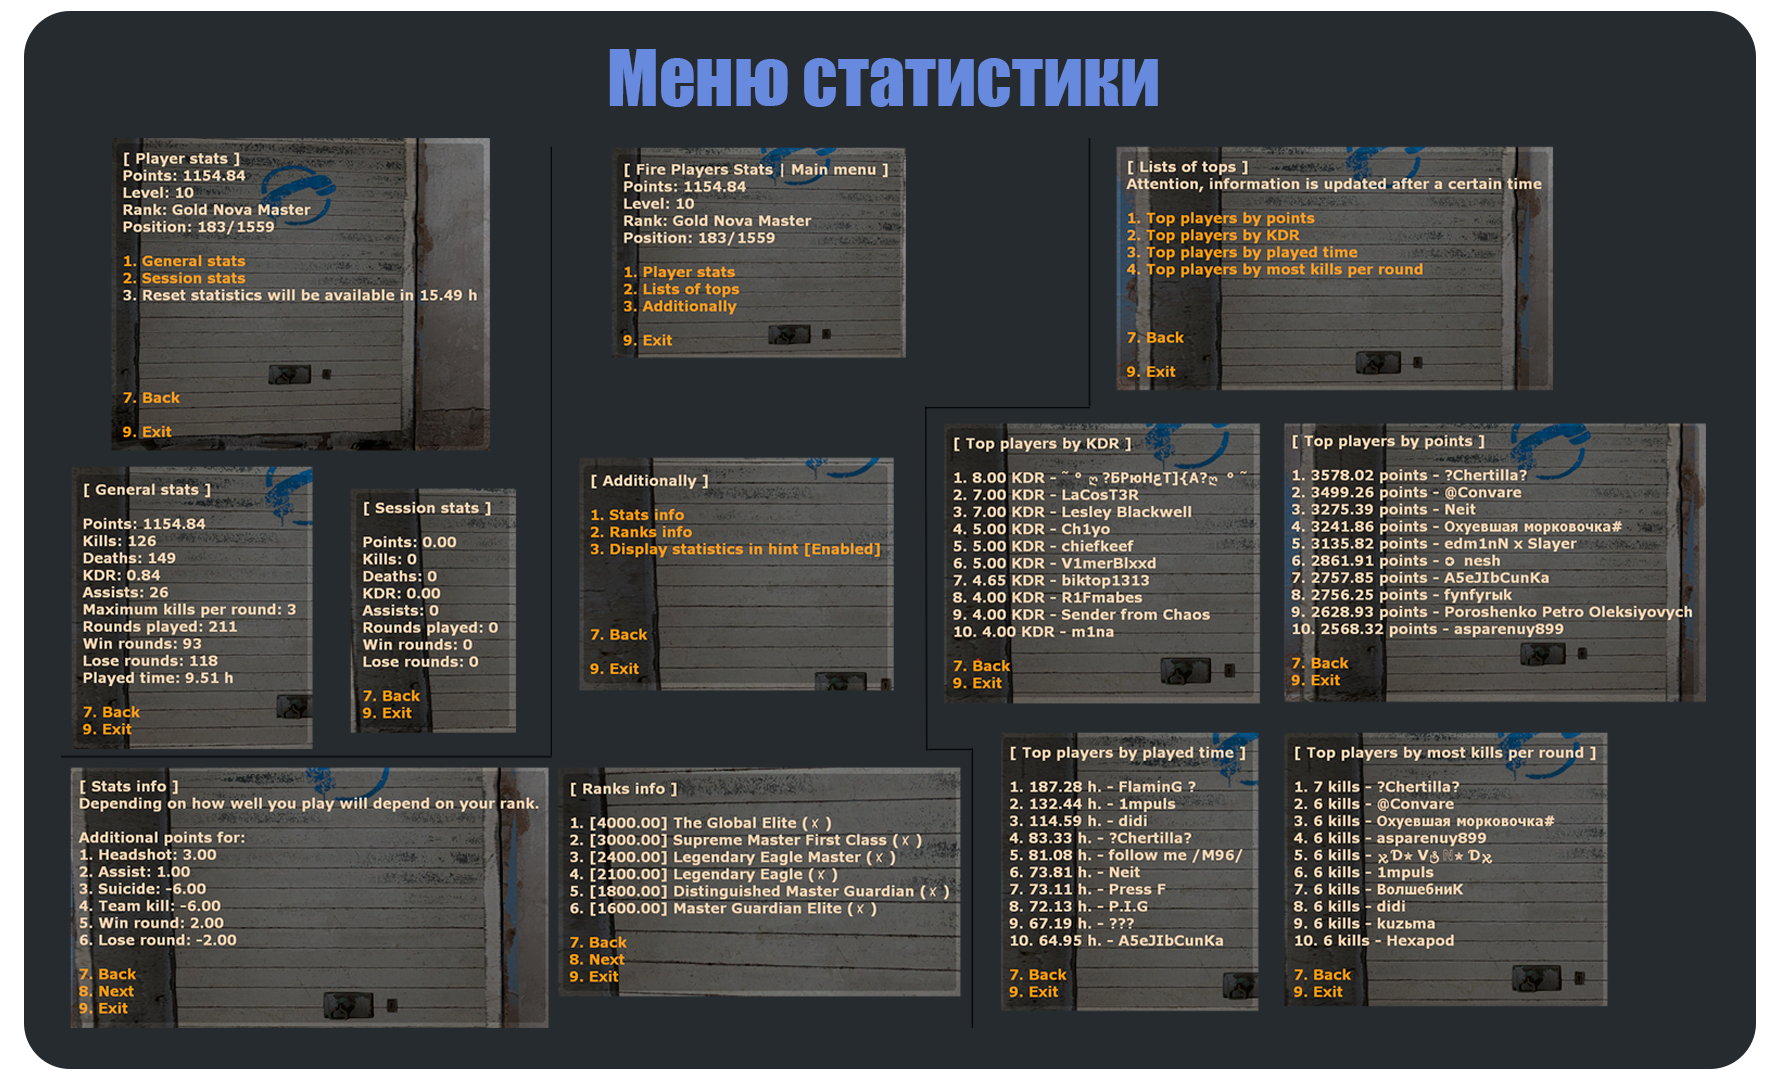 Меню статистики
[ Player stats ]
Points: 1154.84
Level: 10
Rank: Gold Nova Master
Position: 183/1559
1. General stats
2. Session stats
3. Reset statistics will be available in 15.49 h
7. Back
9. Exit
[ General stats ]
Points: 1154.84
Kills: 126
Deaths: 149
KDR: 0.84
Assists: 26
Maximum kills per round: 3
Rounds played: 211
Win rounds: 93
Lose rounds: 118
Played time: 9.51 h
7. Back
9. Exit
[ Session stats ]
Points: 0.00
Kills: 0
Deaths: 0
KDR: 0.00
Assists: 0
Rounds played: 0
Win rounds: 0
Lose rounds: 0
7. Back
9. Exit
[ Fire Players Stats | Main menu ]
Points: 1154.84
Level: 10
Rank: Gold Nova Master
Position: 183/1559
1. Player stats
2. Lists of tops
3. Additionally
9. Exit
[ Additionally ]
1. Stats info
2. Ranks info
3. Display statistics in hint [Enabled]
7. Back
9. Exit
[ Stats info ]
Depending on how well you play will depend on your rank.
Additional points for:
1. Headshot: 3.00
2. Assist: 1.00
3. Suicide: -6.00
4. Team kill: -6.00
5. Win round: 2.00
6. Lose round: -2.00
7. Back
8. Next
9. Exit
[ Ranks info ]
1. [4000.00] The Global Elite (☓)
2. [3000.00] Supreme Master First Class (☓)
3. [2400.00] Legendary Eagle Master (☓)
4. [2100.00] Legendary Eagle (☓)
5. [1800.00] Distinguished Master Guardian (☓)
6. [1600.00] Master Guardian Elite (☓)
7. Back
8. Next
9. Exit
[ Lists of tops ]
Attention, information is updated after a certain time
1. Top players by points
2. Top players by KDR
3. Top players by played time
4. Top players by most kills per round
7. Back
9. Exit
[ Top players by KDR ]
1. 8.00 KDR -
2. 7.00 KDR - LaCosT3R
3. 7.00 KDR - Lesley Blackwell
4. 5.00 KDR - Ch1yo
5. 5.00 KDR - chiefkeef
6. 5.00 KDR - V1merBlxxd
7. 4.65 KDR - biktop1313
8. 4.00 KDR - R1Fmabes
9. 4.00 KDR - Sender from Chaos
10. 4.00 KDR - m1na
7. Back
9. Exit
[ Top players by points ]
1. 3578.02 points - ?Chertilla?
2. 3499.26 points - @Convare
3. 3275.39 points - Neit
4. 3241.86 points - Охуевшая морковочка#
5. 3135.82 points - edm1nN x Slayer
6. 2861.91 points - ✪ nesh
7. 2757.85 points - A5eJIbCunKa
8. 2756.25 points - fynfyrык
9. 2628.93 points - Poroshenko Petro Oleksiyovych
10. 2568.32 points - asparenuy899
7. Back
9. Exit
[ Top players by played time ]
1. 187.28 h. - FlaminG ?
2. 132.44 h. - 1mpuls
3. 114.59 h. - didi
4. 83.33 h. - ?Chertilla?
5. 81.08 h. - follow me /M96/
6. 73.81 h. - Neit
7. 73.11 h. - Press F
8. 72.13 h. - P.I.G
9. 67.19 h. - ???
10. 64.95 h. - A5eJIbCunKa
7. Back
9. Exit
[ Top players by most kills per round ]
1. 7 kills - ?Chertilla?
2. 6 kills - @Convare
3. 6 kills - Охуевшая морковочка#
4. 6 kills - asparenuy899
5. 6 kills -
6. 6 kills - 1mpuls
7. 6 kills - ВолшебниК
8. 6 kills - didi
9. 6 kills - kuzьma
10. 6 kills - Hexapod
7. Back
9. Exit